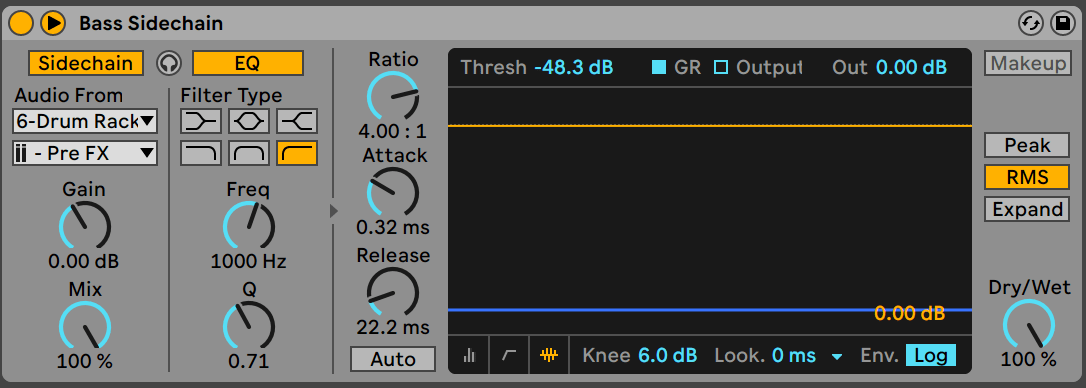 Bass Sidechain
Sidechain
EQ
Audio From
Filter Type
6-Drum Rack
- Pre FX
Gain
0.00 dB
Mix
100 %
Freq
1000 Hz
Q
0.71
Ratio
4.00 : 1
Attack
0.32 ms
Release
22.2 ms
Auto
Thresh -48.3 dB
GR
Output
Out 0.00 dB
0.00 dB
Knee 6.0 dB
Look. 0 ms
Env. Log
Makeup
Peak
RMS
Expand
Dry/Wet
100 %